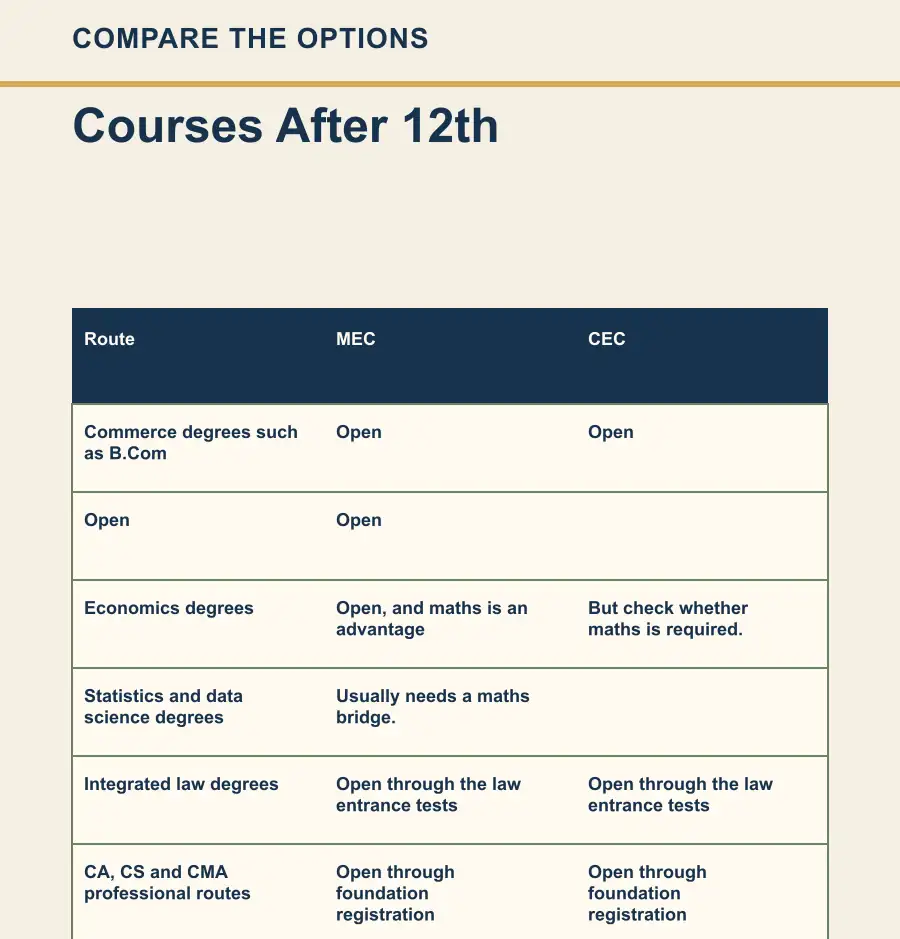 COMPARE THE OPTIONS
Courses After 12th
Route MEC CEC
Commerce degrees such Open Open
as B.Com
Open Open
Economics degrees Open, and maths is an But check whether
advantage maths is required.
Statistics and data Usually needs a maths
science degrees bridge.
Integrated law degrees Open through the law Open through the law
entrance tests entrance tests
CA, CS and CMA Open through Open through
professional routes foundation foundation
registration registration